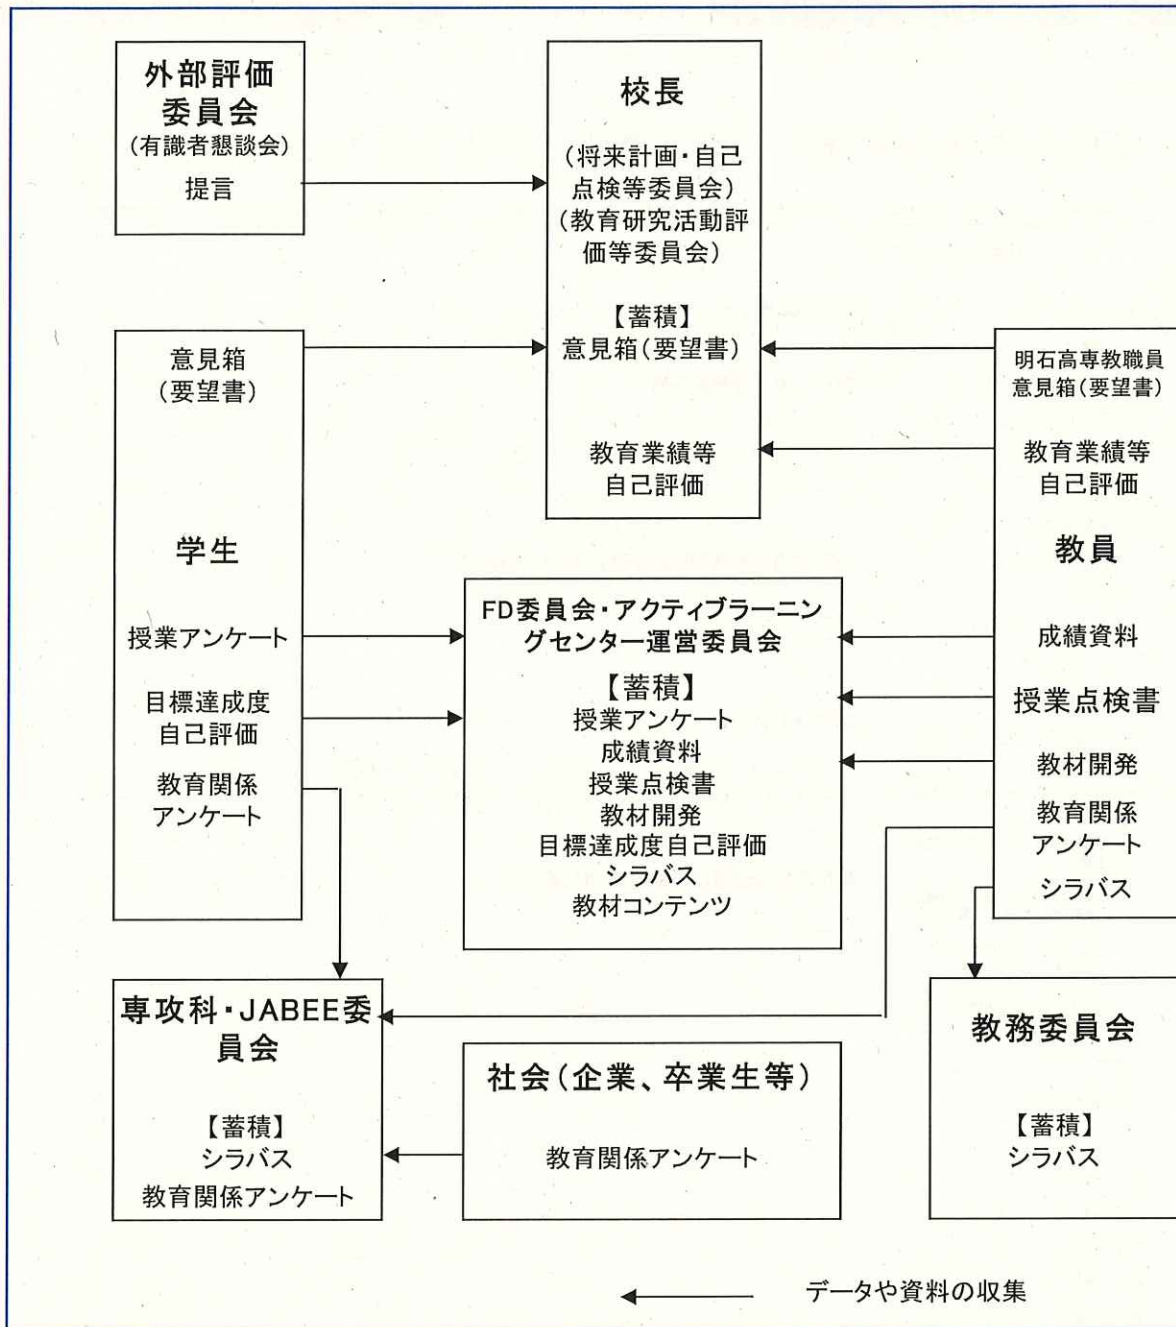 外部評価
委員会
(有識者懇談会)
提言
校長
(将来計画・自己
点検等委員会)
(教育研究活動評
価等委員会)
【蓄積】
意見箱(要望書)
教育業績等
自己評価
意見箱
(要望書)
学生
授業アンケート
目標達成度
自己評価
教育関係
アンケート
明石高専教職員
意見箱(要望書)
教育業績等
自己評価
教員
成績資料
授業点検書
教材開発
教育関係
アンケート
シラバス
FD委員会・アクティブラーニン
グセンター運営委員会
【蓄積】
授業アンケート
成績資料
授業点検書
教材開発
目標達成度自己評価
シラバス
教材コンテンツ
専攻科・JABEE委
員会
【蓄積】
シラバス
教育関係アンケート
社会(企業、卒業生等)
教育関係アンケート
教務委員会
【蓄積】
シラバス
データや資料の収集